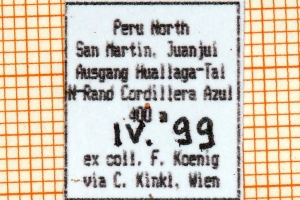 Peru North
San Martin, Juanjui
Ausgang Huallaga-Tal
N-Rand Cordillera Azul
400 m
IV. 99
ex coll. F. Koenig
via C. Kinkl, Wien